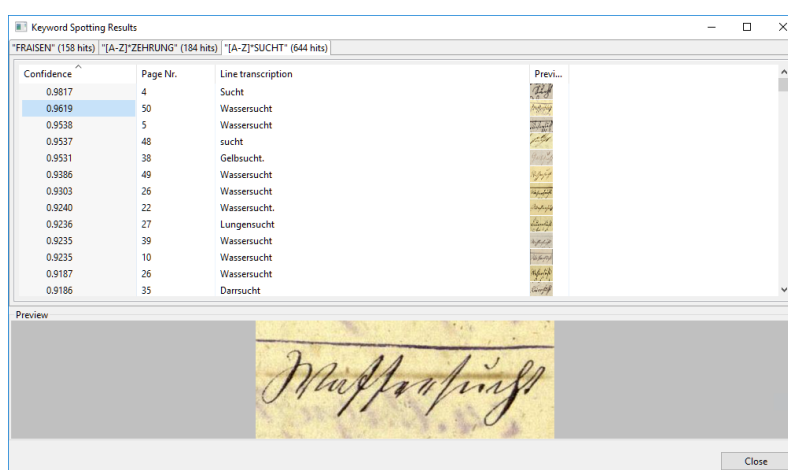 Keyword Spotting Results
"FRAISEN" (158 hits) "[A-Z]*ZEHRUNG" (184 hits) "[A-Z]*SUCHT" (644 hits)
Confidence Page Nr. Line transcription Previ...
0.9817 4 Sucht
0.9619 50 Wassersucht
0.9538 5 Wassersucht
0.9537 48 sucht
0.9531 38 Gelbsucht.
0.9386 49 Wassersucht
0.9303 26 Wassersucht
0.9240 22 Wassersucht.
0.9236 27 Lungensucht
0.9235 39 Wassersucht
0.9235 10 Wassersucht
0.9187 26 Wassersucht
0.9186 35 Darrsucht
Preview
Wassersucht
Close